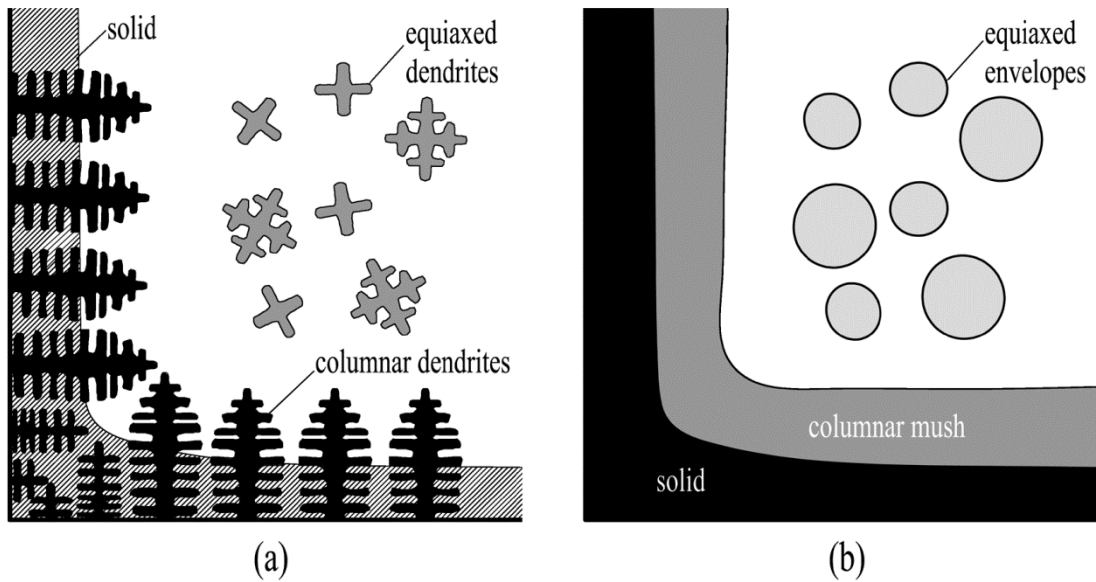 solid
equiaxed
dendrites
columnar dendrites
(a)
equiaxed
envelopes
columnar mush
solid
(b)